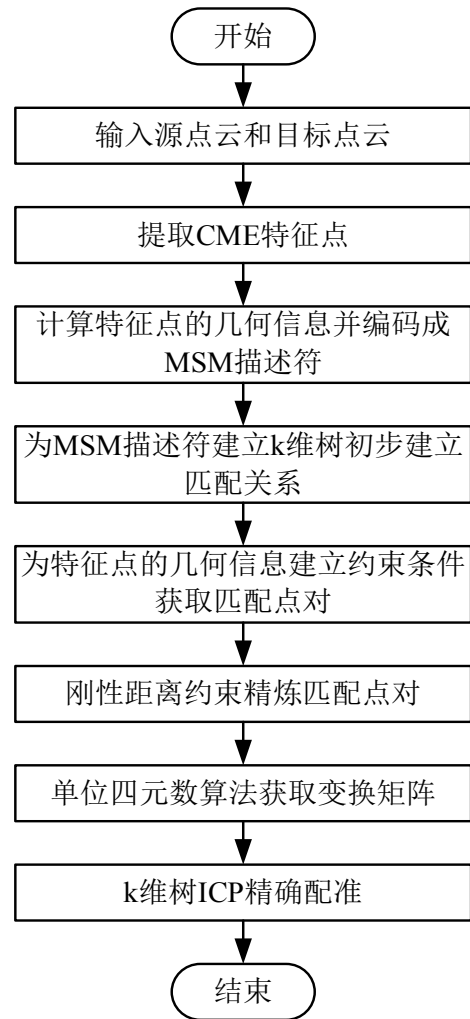 开始
输入源点云和目标点云
提取CME特征点
计算特征点的几何信息并编码成
MSM描述符
为MSM描述符建立k维树初步建立
匹配关系
为特征点的几何信息建立约束条件
获取匹配点对
刚性距离约束精炼匹配点对
单位四元数算法获取变换矩阵
k维树ICP精确配准
结束